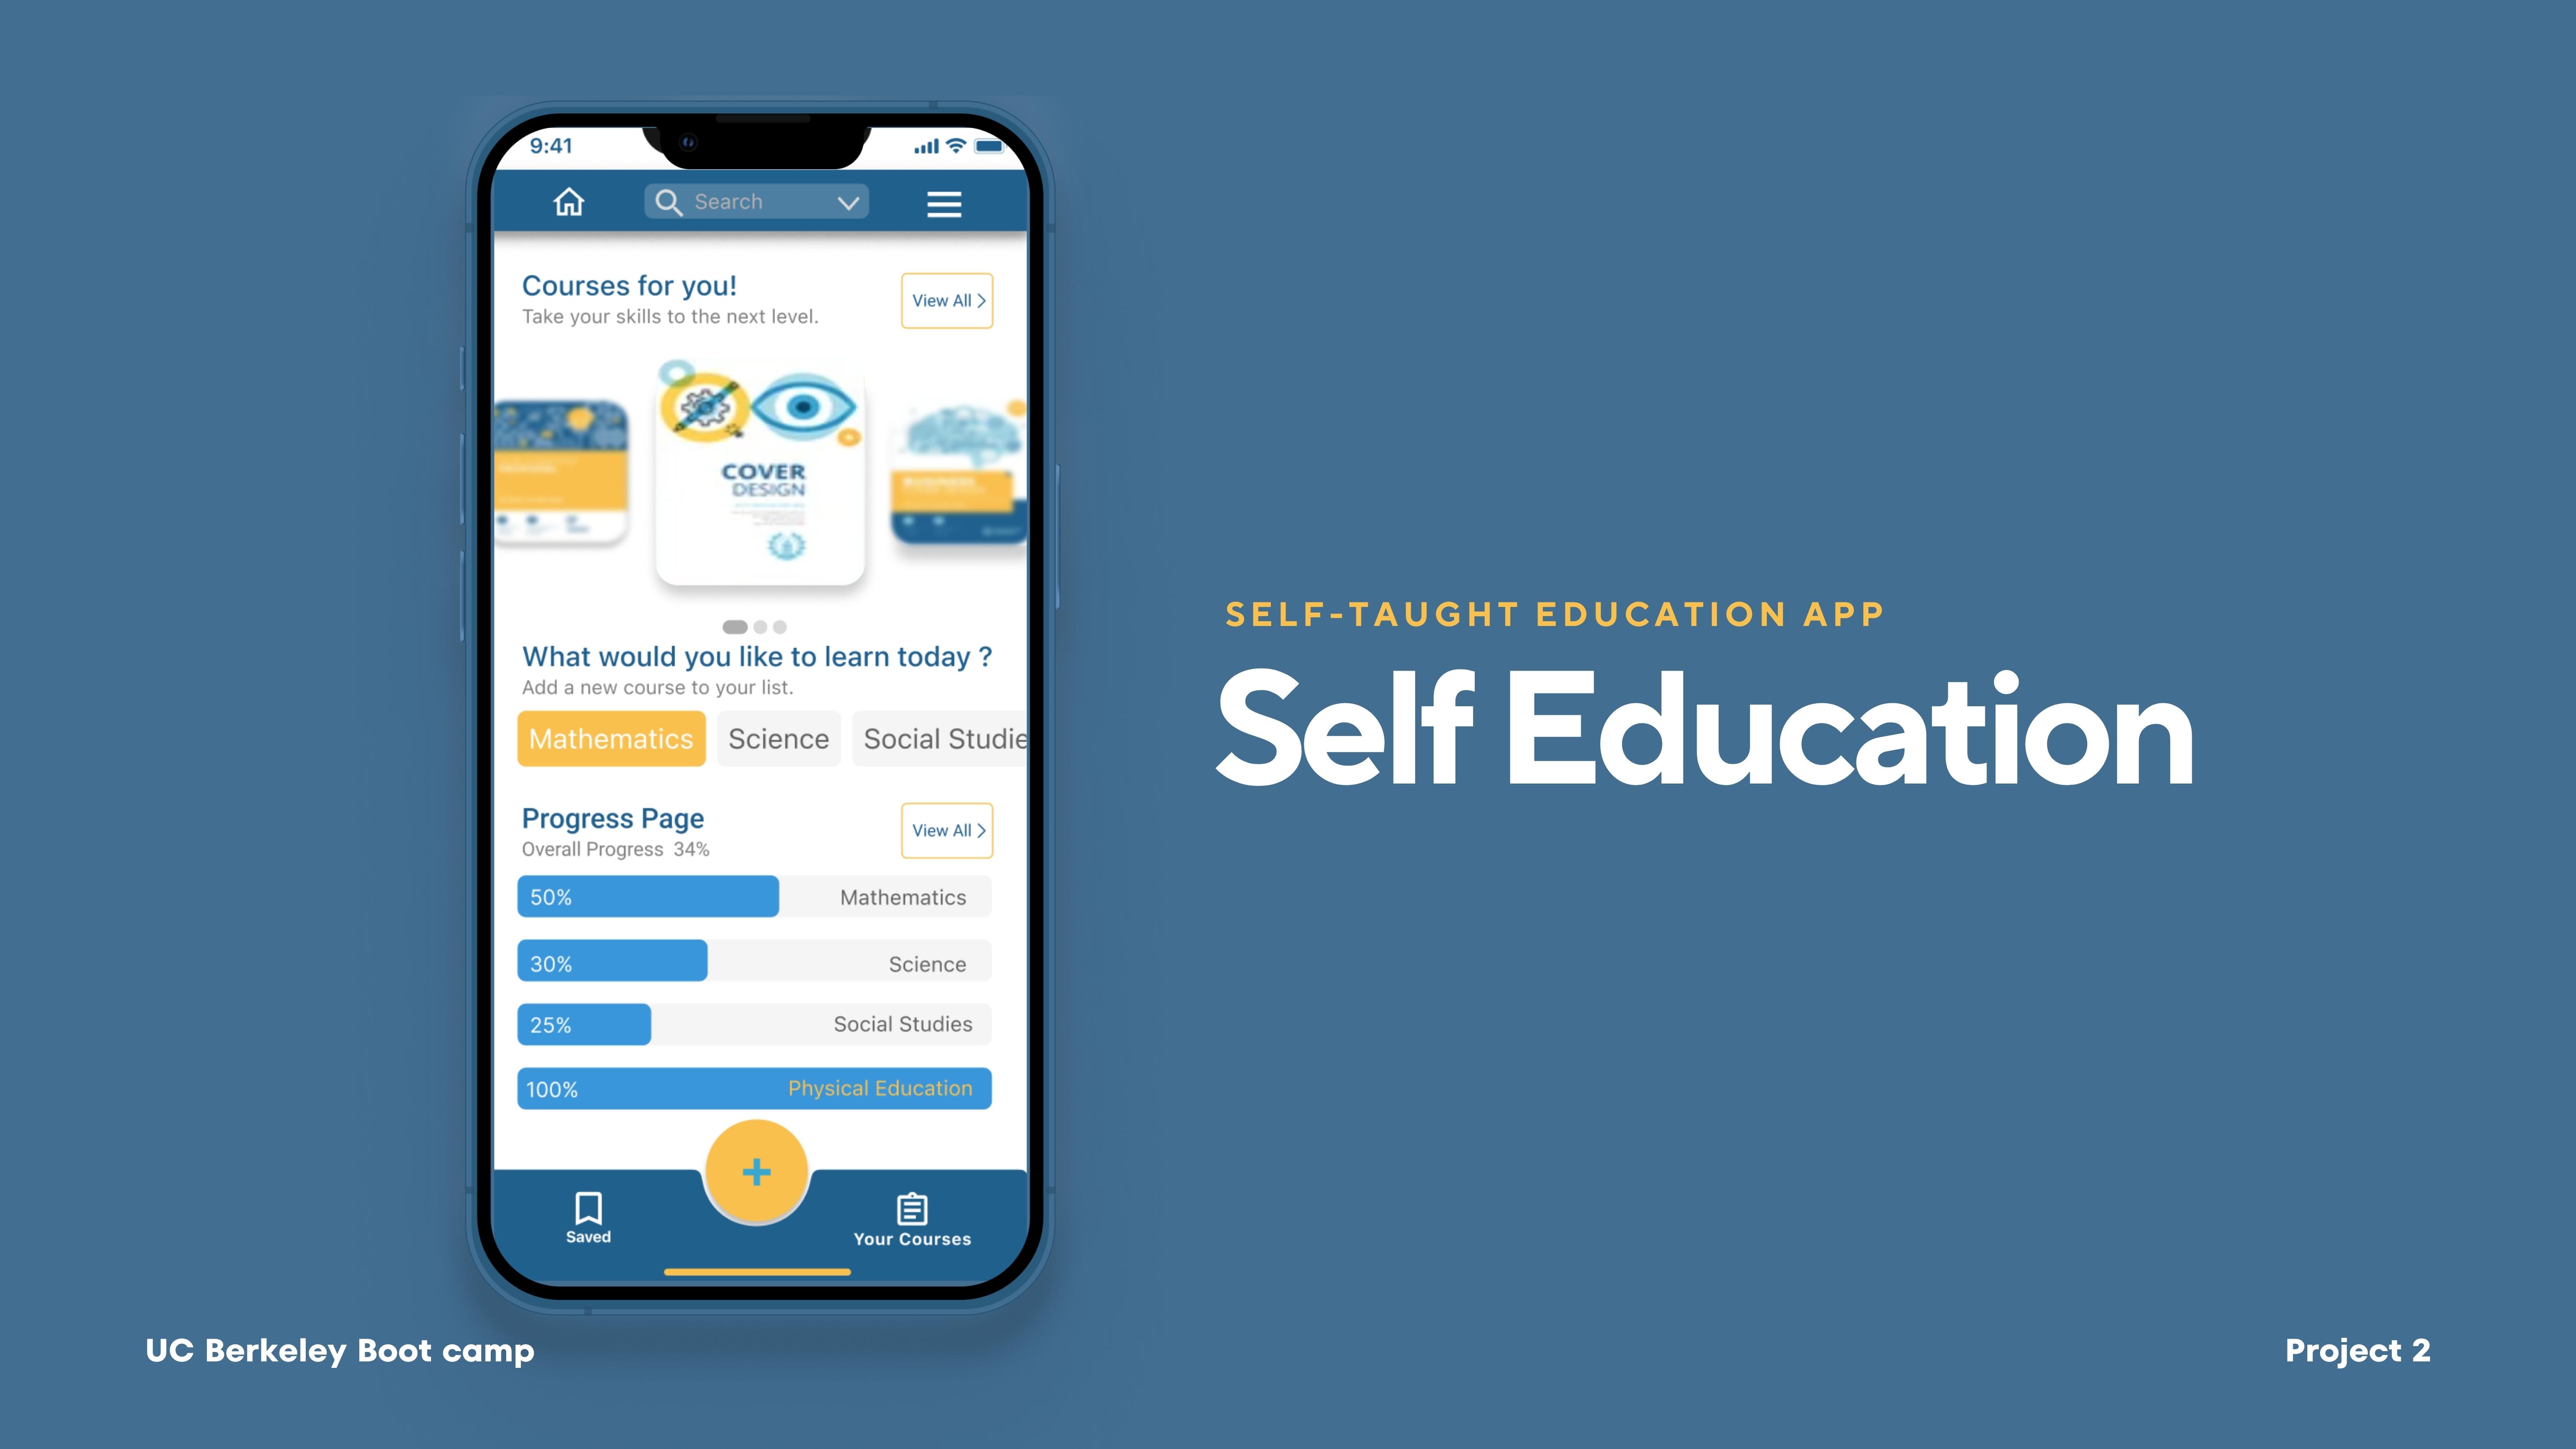 9:41
Search
Courses for you!
Take your skills to the next level.
View All
COVER
DESIGN
BUSINESS
What would you like to learn today ?
Add a new course to your list.
Mathematics
Science
Social Studie
Progress Page
Overall Progress 34%
View All
50%
Mathematics
30%
Science
25%
Social Studies
100%
Physical Education
+
Saved
Your Courses
SELF-TAUGHT EDUCATION APP
Self Education
UC Berkeley Boot camp
Project 2